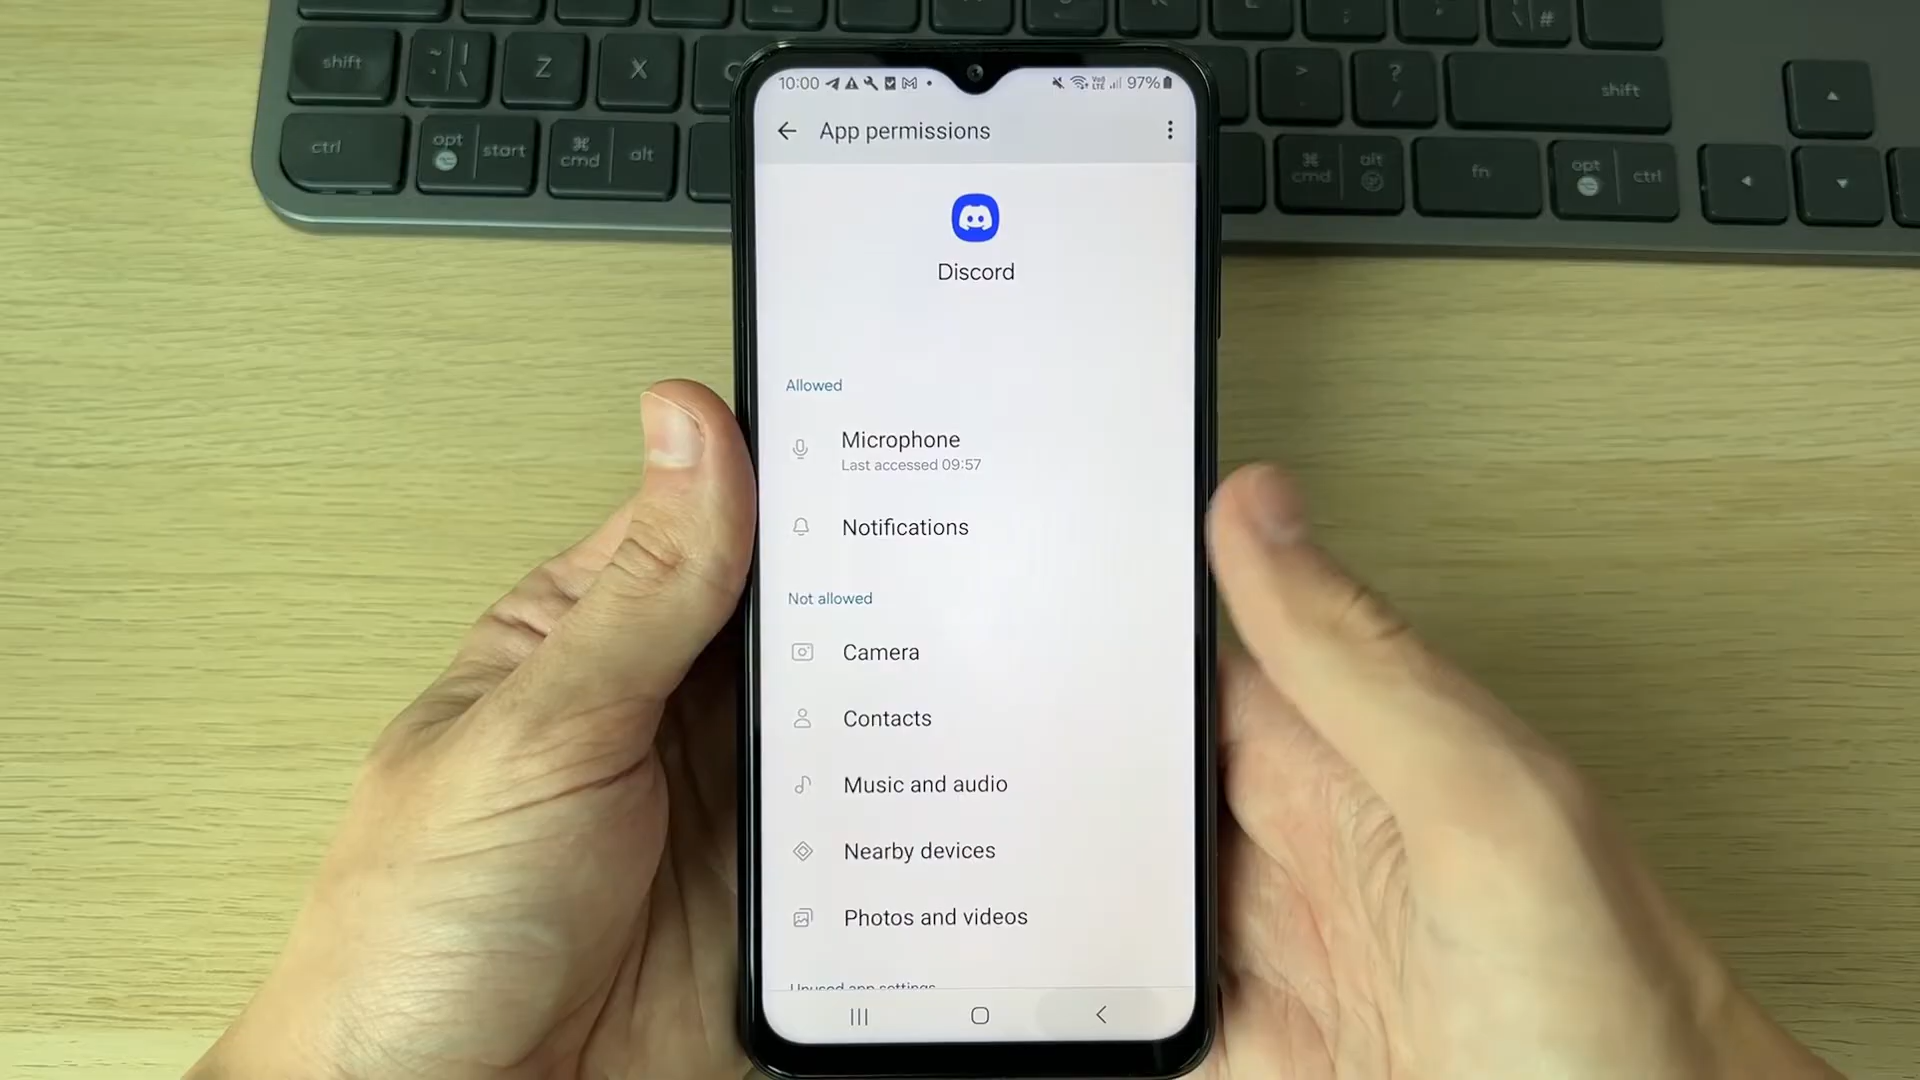 shift
Z
X
>
?
/
shift
~
\
#
ctrl
opt
start
⌘
cmd
alt
⌘
cmd
alt
fn
opt
ctrl
10:00
97%
App permissions
Discord
Allowed
Microphone
Last accessed 09:57
Notifications
Not allowed
Camera
Contacts
Music and audio
Nearby devices
Photos and videos
Unused app settings